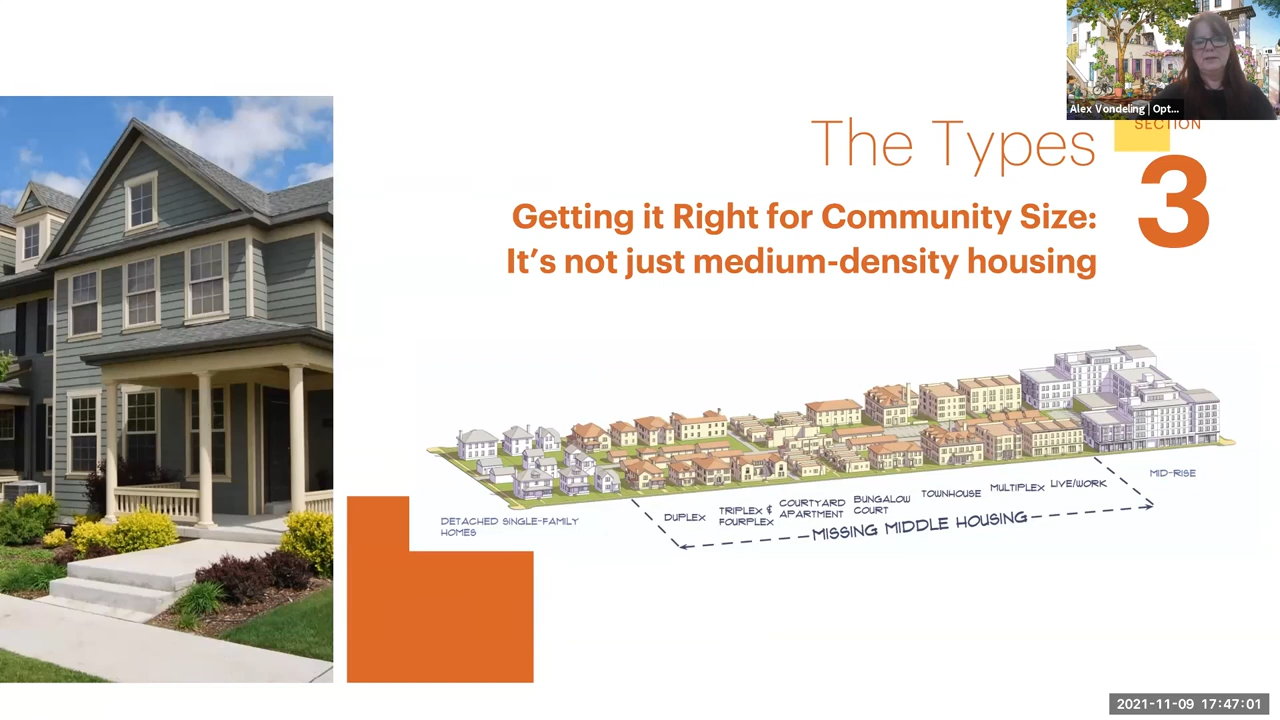 Alex Vondeling | Opt...
SECTION
3
The Types
Getting it Right for Community Size:
It's not just medium-density housing
DETACHED SINGLE-FAMILY
HOMES
DUPLEX
TRIPLEX &
FOURPLEX
COURTYARD
APARTMENT
BUNGALOW
COURT
TOWNHOUSE
MULTIPLEX
LIVE/WORK
MID-RISE
MISSING MIDDLE HOUSING
2021-11-09 17:47:01